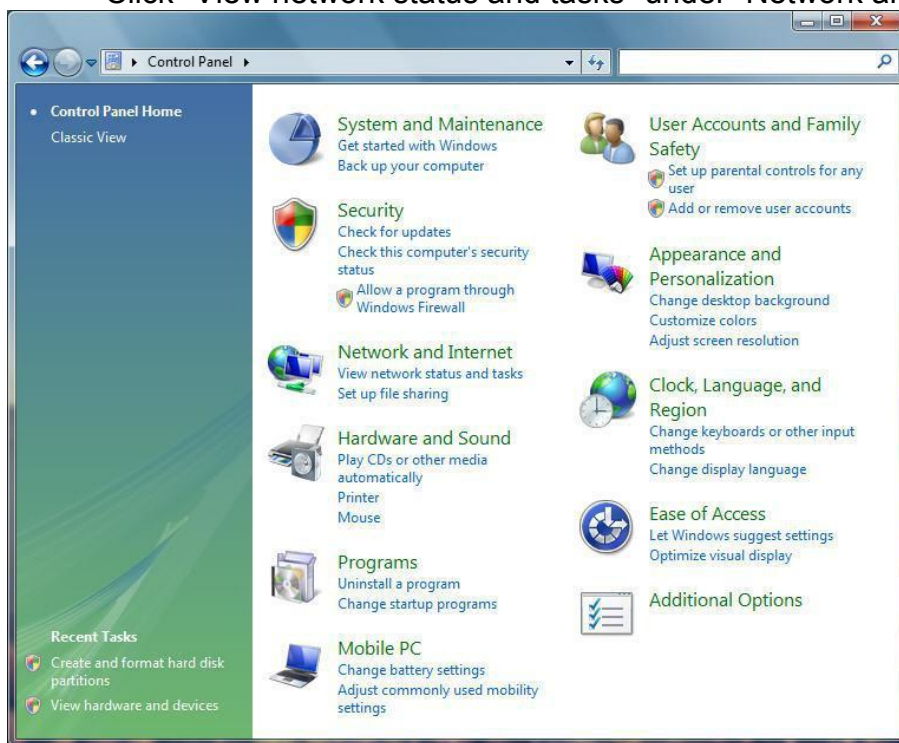 Click "View network status and tasks" under "Network an
Control Panel
Control Panel Home
Classic View
System and Maintenance
Get started with Windows
Back up your computer
Security
Check for updates
Check this computer's security
status
Allow a program through
Windows Firewall
Network and Internet
View network status and tasks
Set up file sharing
Hardware and Sound
Play CDs or other media
automatically
Printer
Mouse
Programs
Uninstall a program
Change startup programs
Mobile PC
Change battery settings
Adjust commonly used mobility
settings
User Accounts and Family
Safety
Set up parental controls for any
user
Add or remove user accounts
Appearance and
Personalization
Change desktop background
Customize colors
Adjust screen resolution
Clock, Language, and
Region
Change keyboards or other input
methods
Change display language
Ease of Access
Let Windows suggest settings
Optimize visual display
Additional Options
Recent Tasks
Create and format hard disk
partitions
View hardware and devices